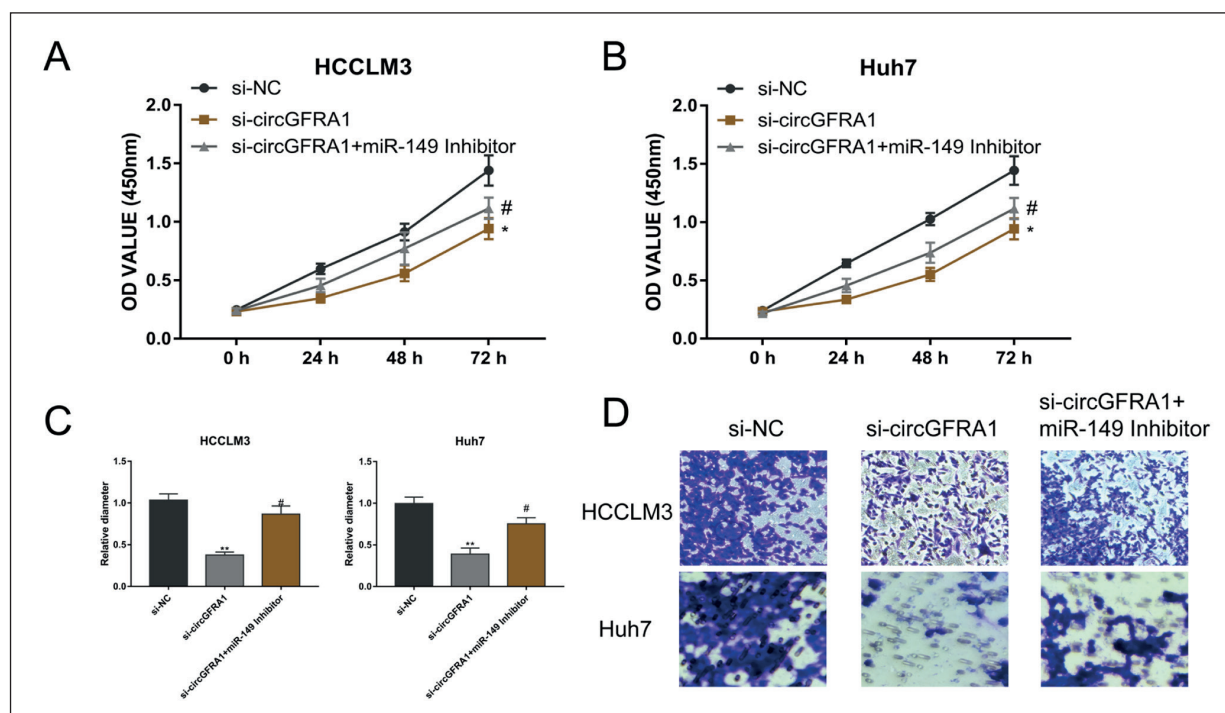 A
HCCLM3
si-NC
si-circGFRA1
si-circGFRA1+miR-149 Inhibitor
OD VALUE (450nm)
2.0
1.5
1.0
0.5
0.0
#
*
0 h 24 h 48 h 72 h
B
Huh7
si-NC
si-circGFRA1
si-circGFRA1+miR-149 Inhibitor
OD VALUE (450nm)
2.0
1.5
1.0
0.5
0.0
#
*
0 h 24 h 48 h 72 h
C
HCCLM3
Relative diameter
1.5
1.0
0.5
0.0
**
#
si-NC
si-circGFRA1
si-circGFRA1+miR-149 Inhibitor
Huh7
Relative diameter
1.5
1.0
0.5
0.0
**
#
si-NC
si-circGFRA1
si-circGFRA1+miR-149 Inhibitor
D
si-NC
si-circGFRA1
si-circGFRA1+
miR-149 Inhibitor
HCCLM3
Huh7